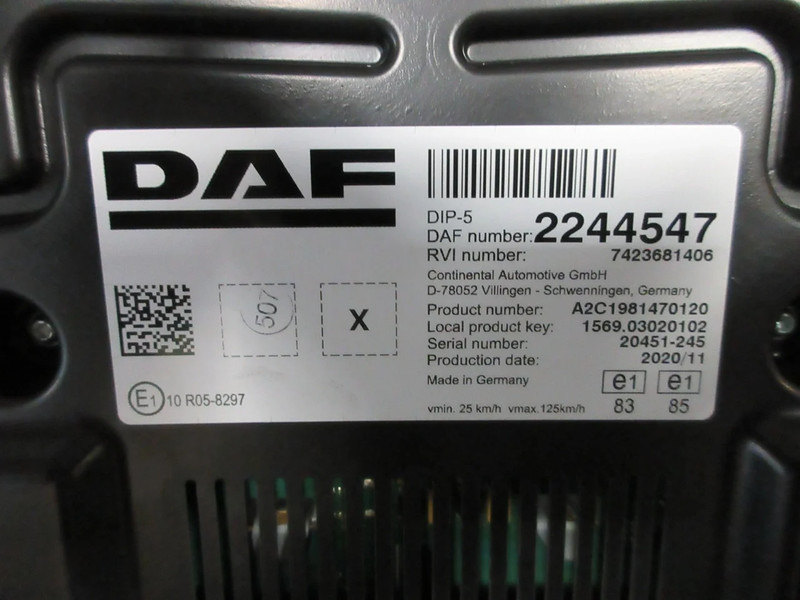 DAF
DIP-5
DAF number: 2244547
RVI number: 7423681406
Continental Automotive GmbH
D-78052 Villingen - Schwenningen, Germany
Product number: A2C1981470120
Local product key: 1569.03020102
Serial number: 20451-245
Production date: 2020/11
Made in Germany
e1 e1
vmin. 25 km/h vmax.125km/h 83 85
507
X
E1 10 R05-8297